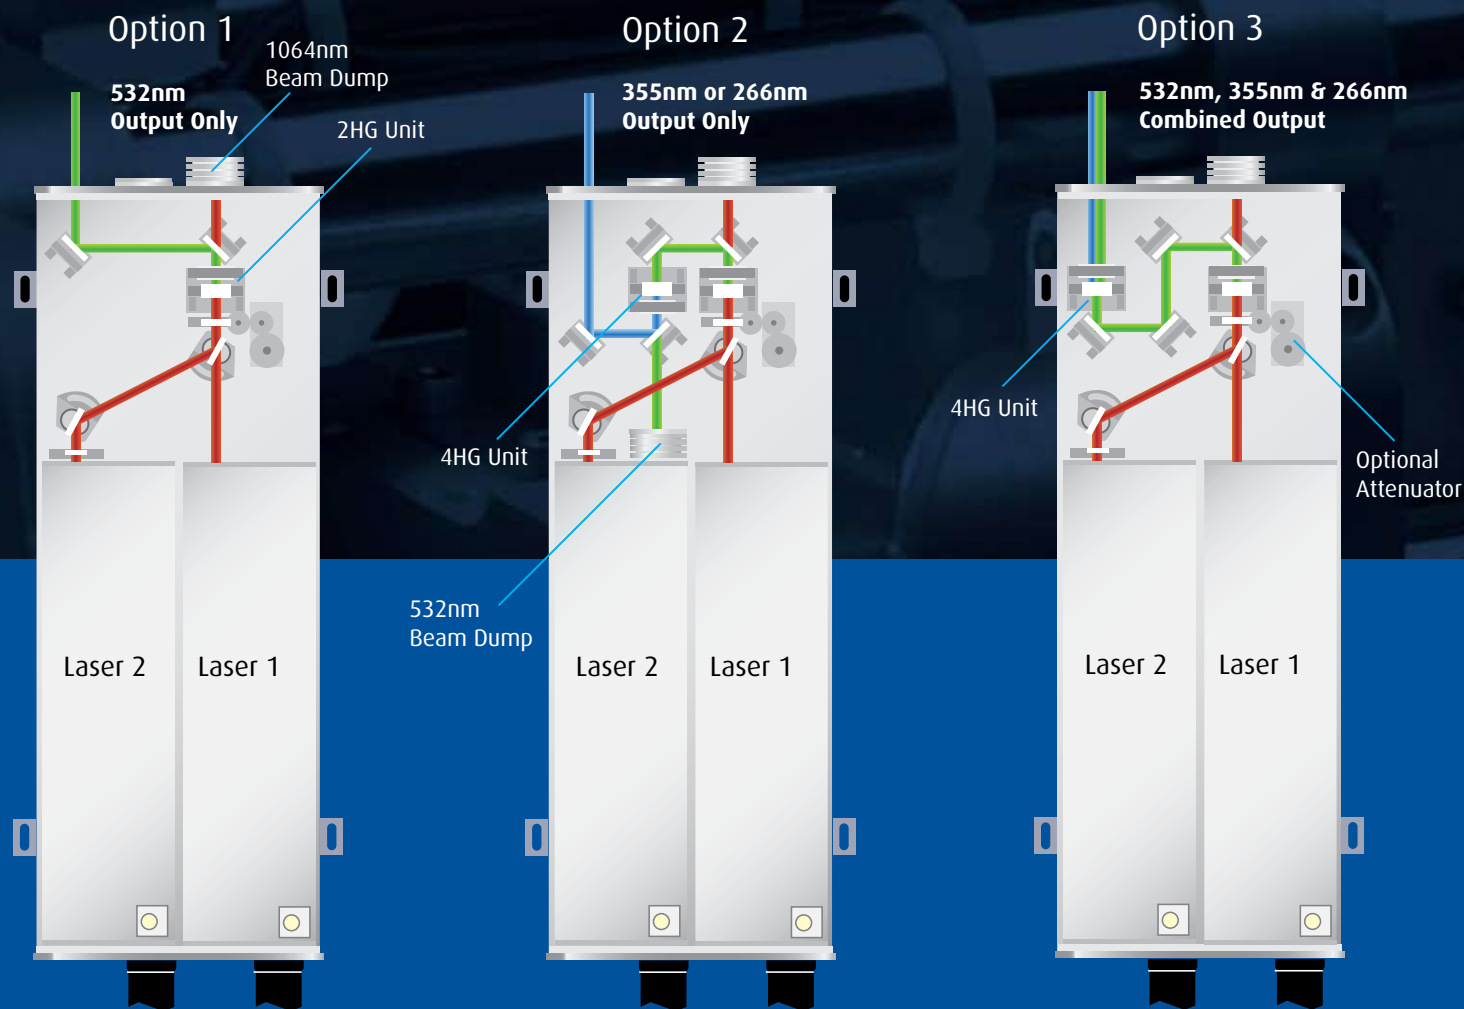 Option 1
1064nm
Beam Dump
532nm
Output Only
2HG Unit
Laser 2
Laser 1
Option 2
355nm or 266nm
Output Only
4HG Unit
532nm
Beam Dump
Laser 2
Laser 1
Option 3
532nm, 355nm & 266nm
Combined Output
4HG Unit
Optional
Attenuator
Laser 2
Laser 1